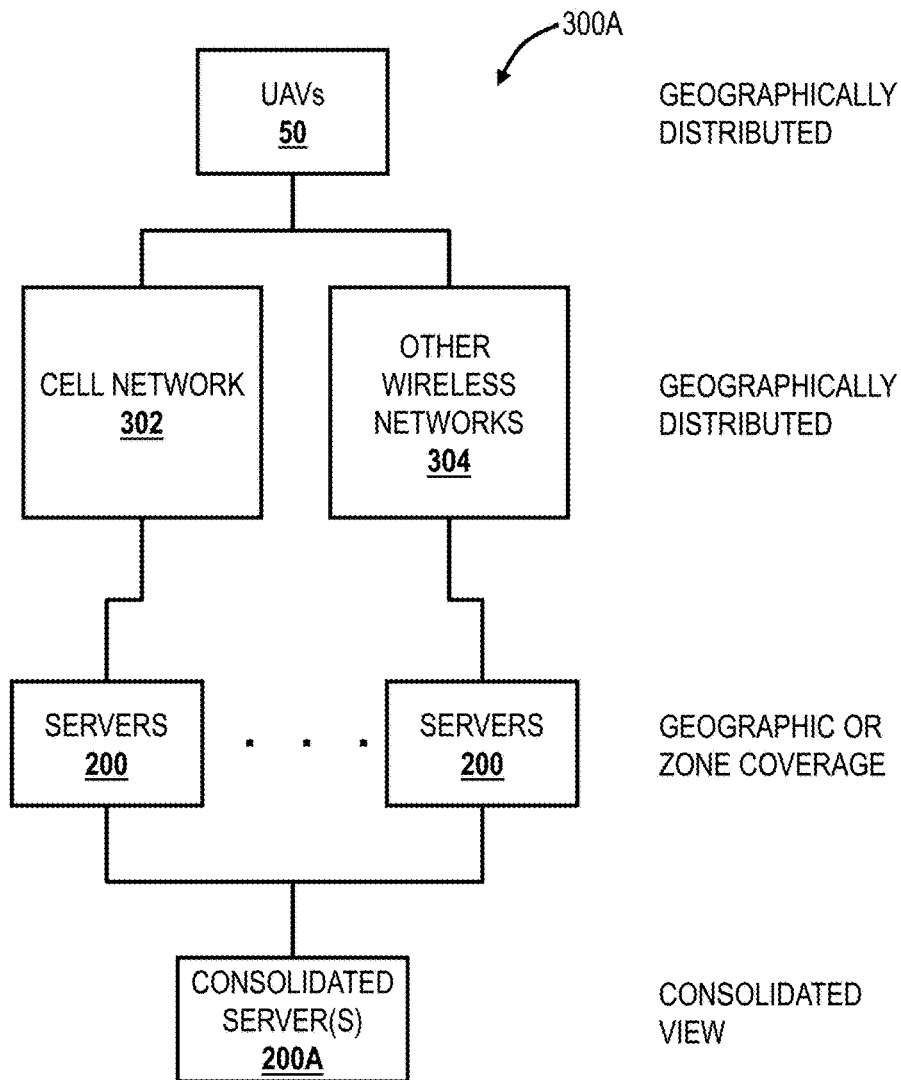 300A
UAVs
50
GEOGRAPHICALLY
DISTRIBUTED
CELL NETWORK
302
OTHER
WIRELESS
NETWORKS
304
GEOGRAPHICALLY
DISTRIBUTED
SERVERS
200
. . .
SERVERS
200
GEOGRAPHIC OR
ZONE COVERAGE
CONSOLIDATED
SERVER(S)
200A
CONSOLIDATED
VIEW